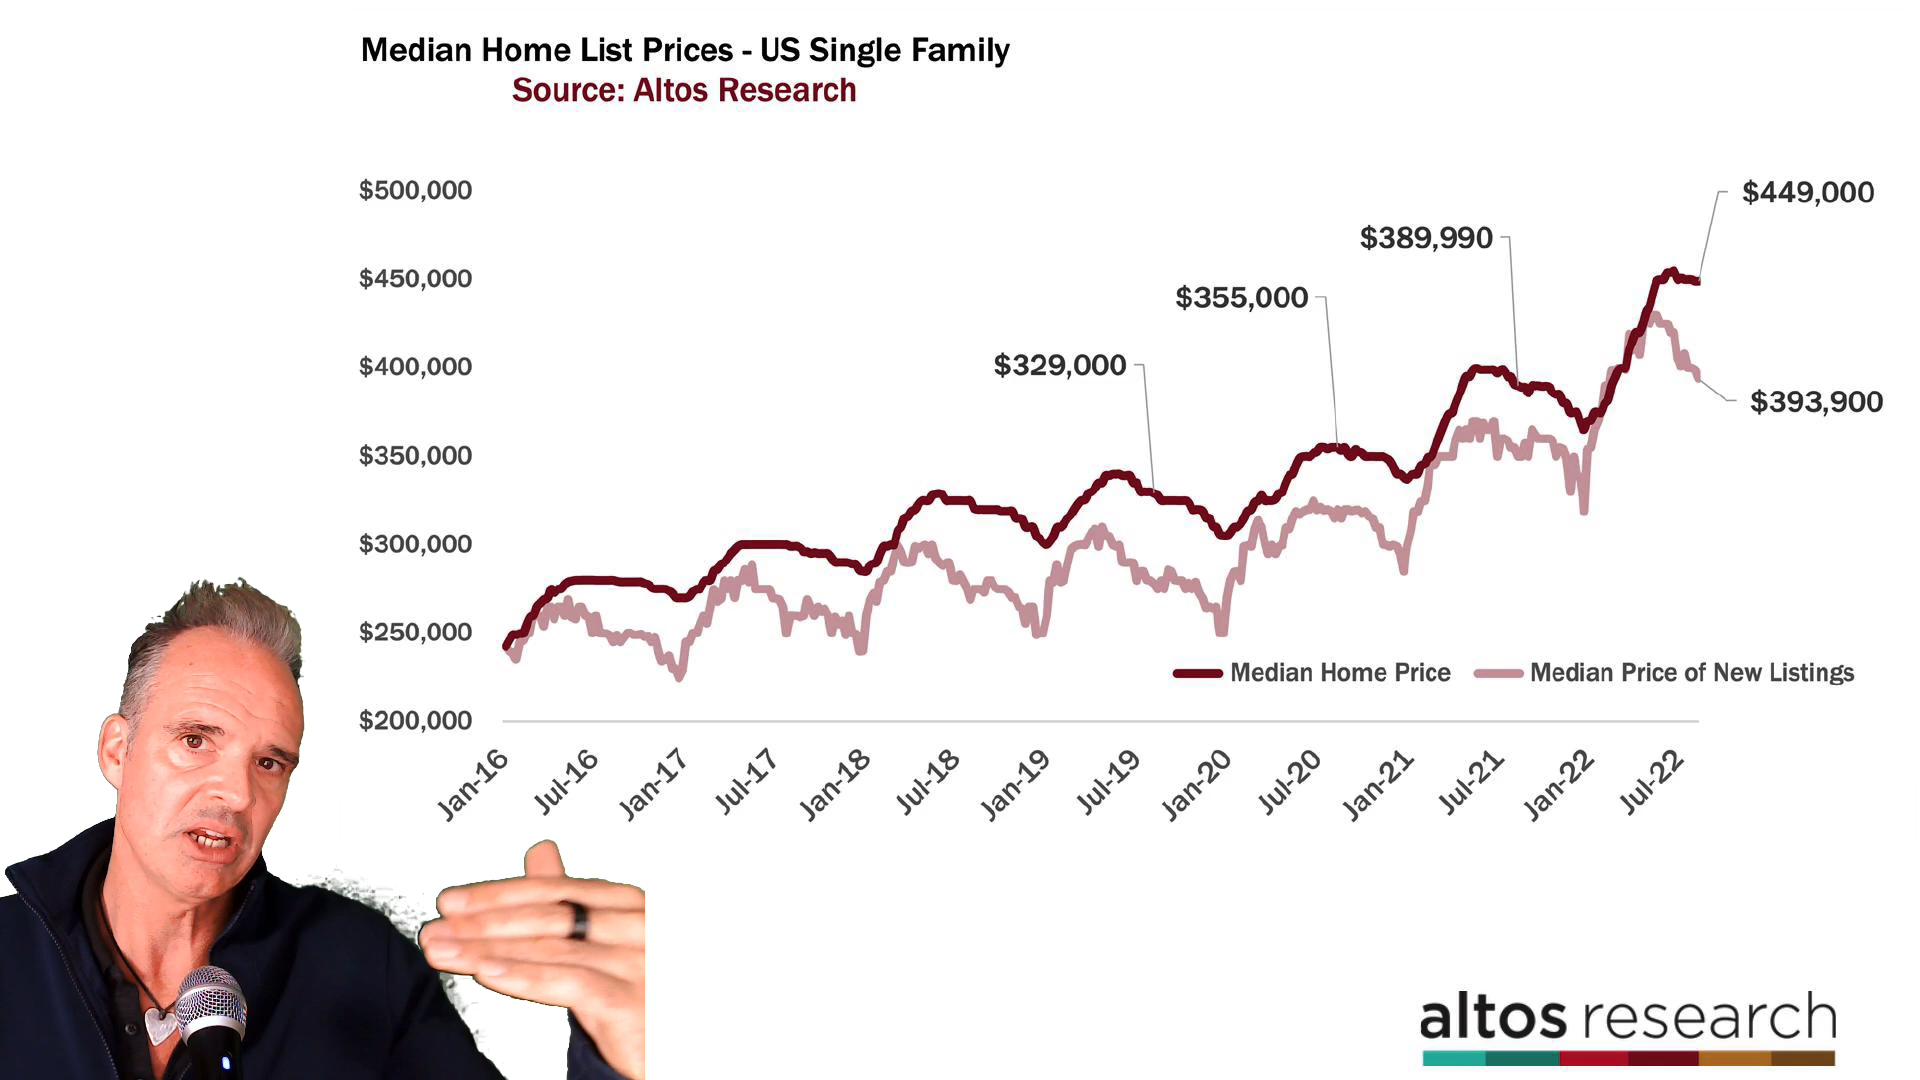 Median Home List Prices - US Single Family
Source: Altos Research
$500,000
$450,000
$400,000
$350,000
$300,000
$250,000
$200,000
$329,000
$355,000
$389,990
$449,000
$393,900
Median Home Price
Median Price of New Listings
Jan-16
Jul-16
Jan-17
Jul-17
Jan-18
Jul-18
Jan-19
Jul-19
Jan-20
Jul-20
Jan-21
Jul-21
Jan-22
Jul-22
altos research